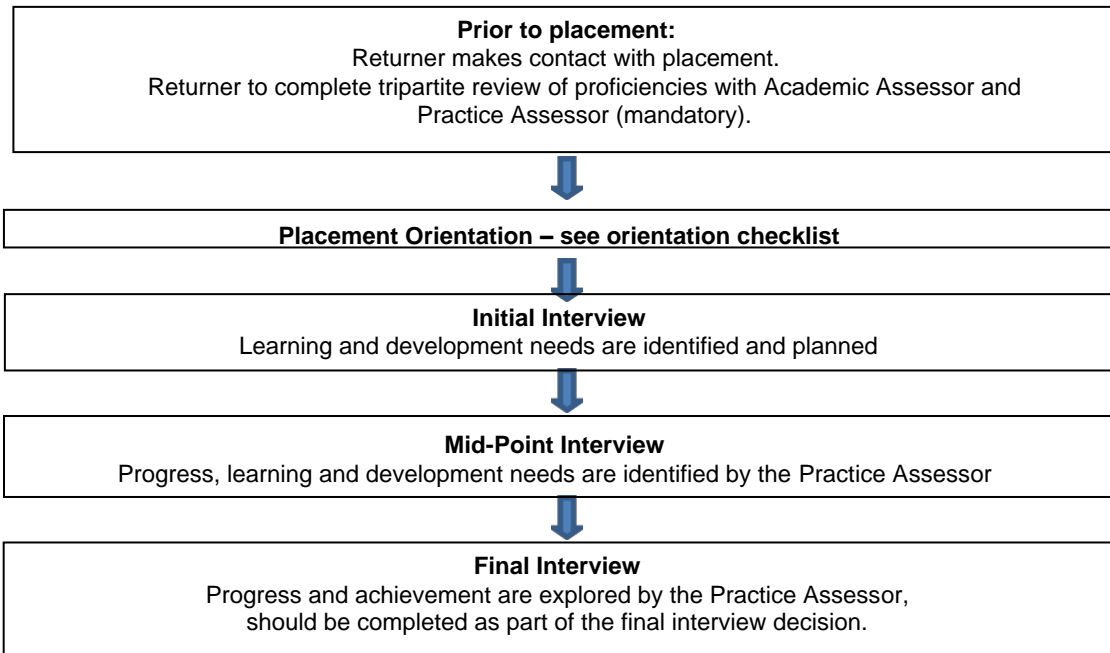 Prior to placement:
Returner makes contact with placement.
Returner to complete tripartite review of proficiencies with Academic Assessor and
Practice Assessor (mandatory).
Placement Orientation – see orientation checklist
Initial Interview
Learning and development needs are identified and planned
Mid-Point Interview
Progress, learning and development needs are identified by the Practice Assessor
Final Interview
Progress and achievement are explored by the Practice Assessor,
should be completed as part of the final interview decision.